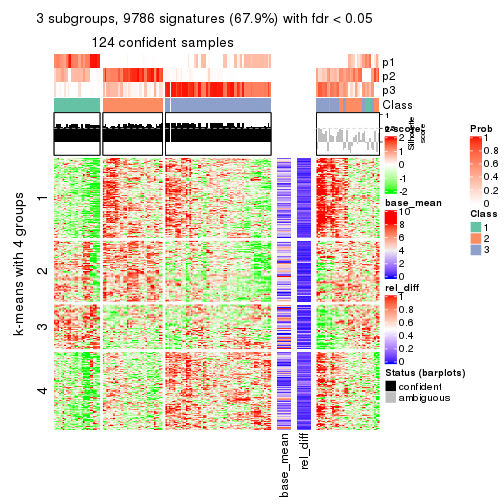 3 subgroups, 9786 signatures (67.9%) with fdr < 0.05
124 confident samples
p1
p2
p3
Class
1
Silhouette
score
k-means with 4 groups
1
2
3
4
base_mean
rel_diff
z-score
2
1
0
-1
-2
base_mean
10
8
6
4
2
0
rel_diff
1
0.8
0.6
0.4
0.2
0
Status (barplots)
confident
ambiguous
Prob
1
0.8
0.6
0.4
0.2
0
Class
1
2
3